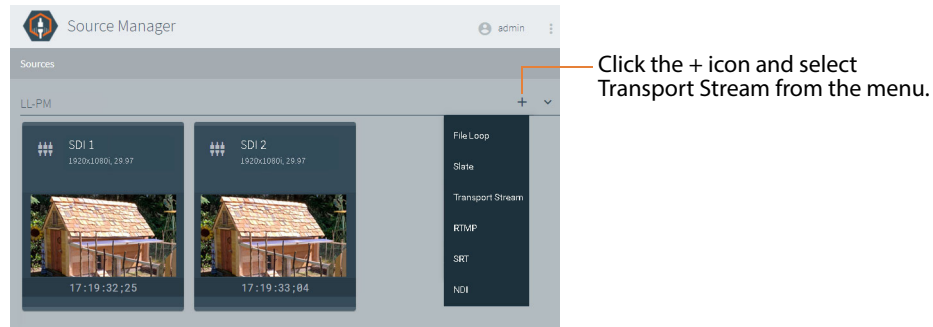 Source Manager
admin
Sources
LL-PM
Click the + icon and select
Transport Stream from the menu.
SDI 1
1920x1080i, 29.97
17:19:32;25
SDI 2
1920x1080i, 29.97
17:19:33;04
File Loop
Slate
Transport Stream
RTMP
SRT
NDI